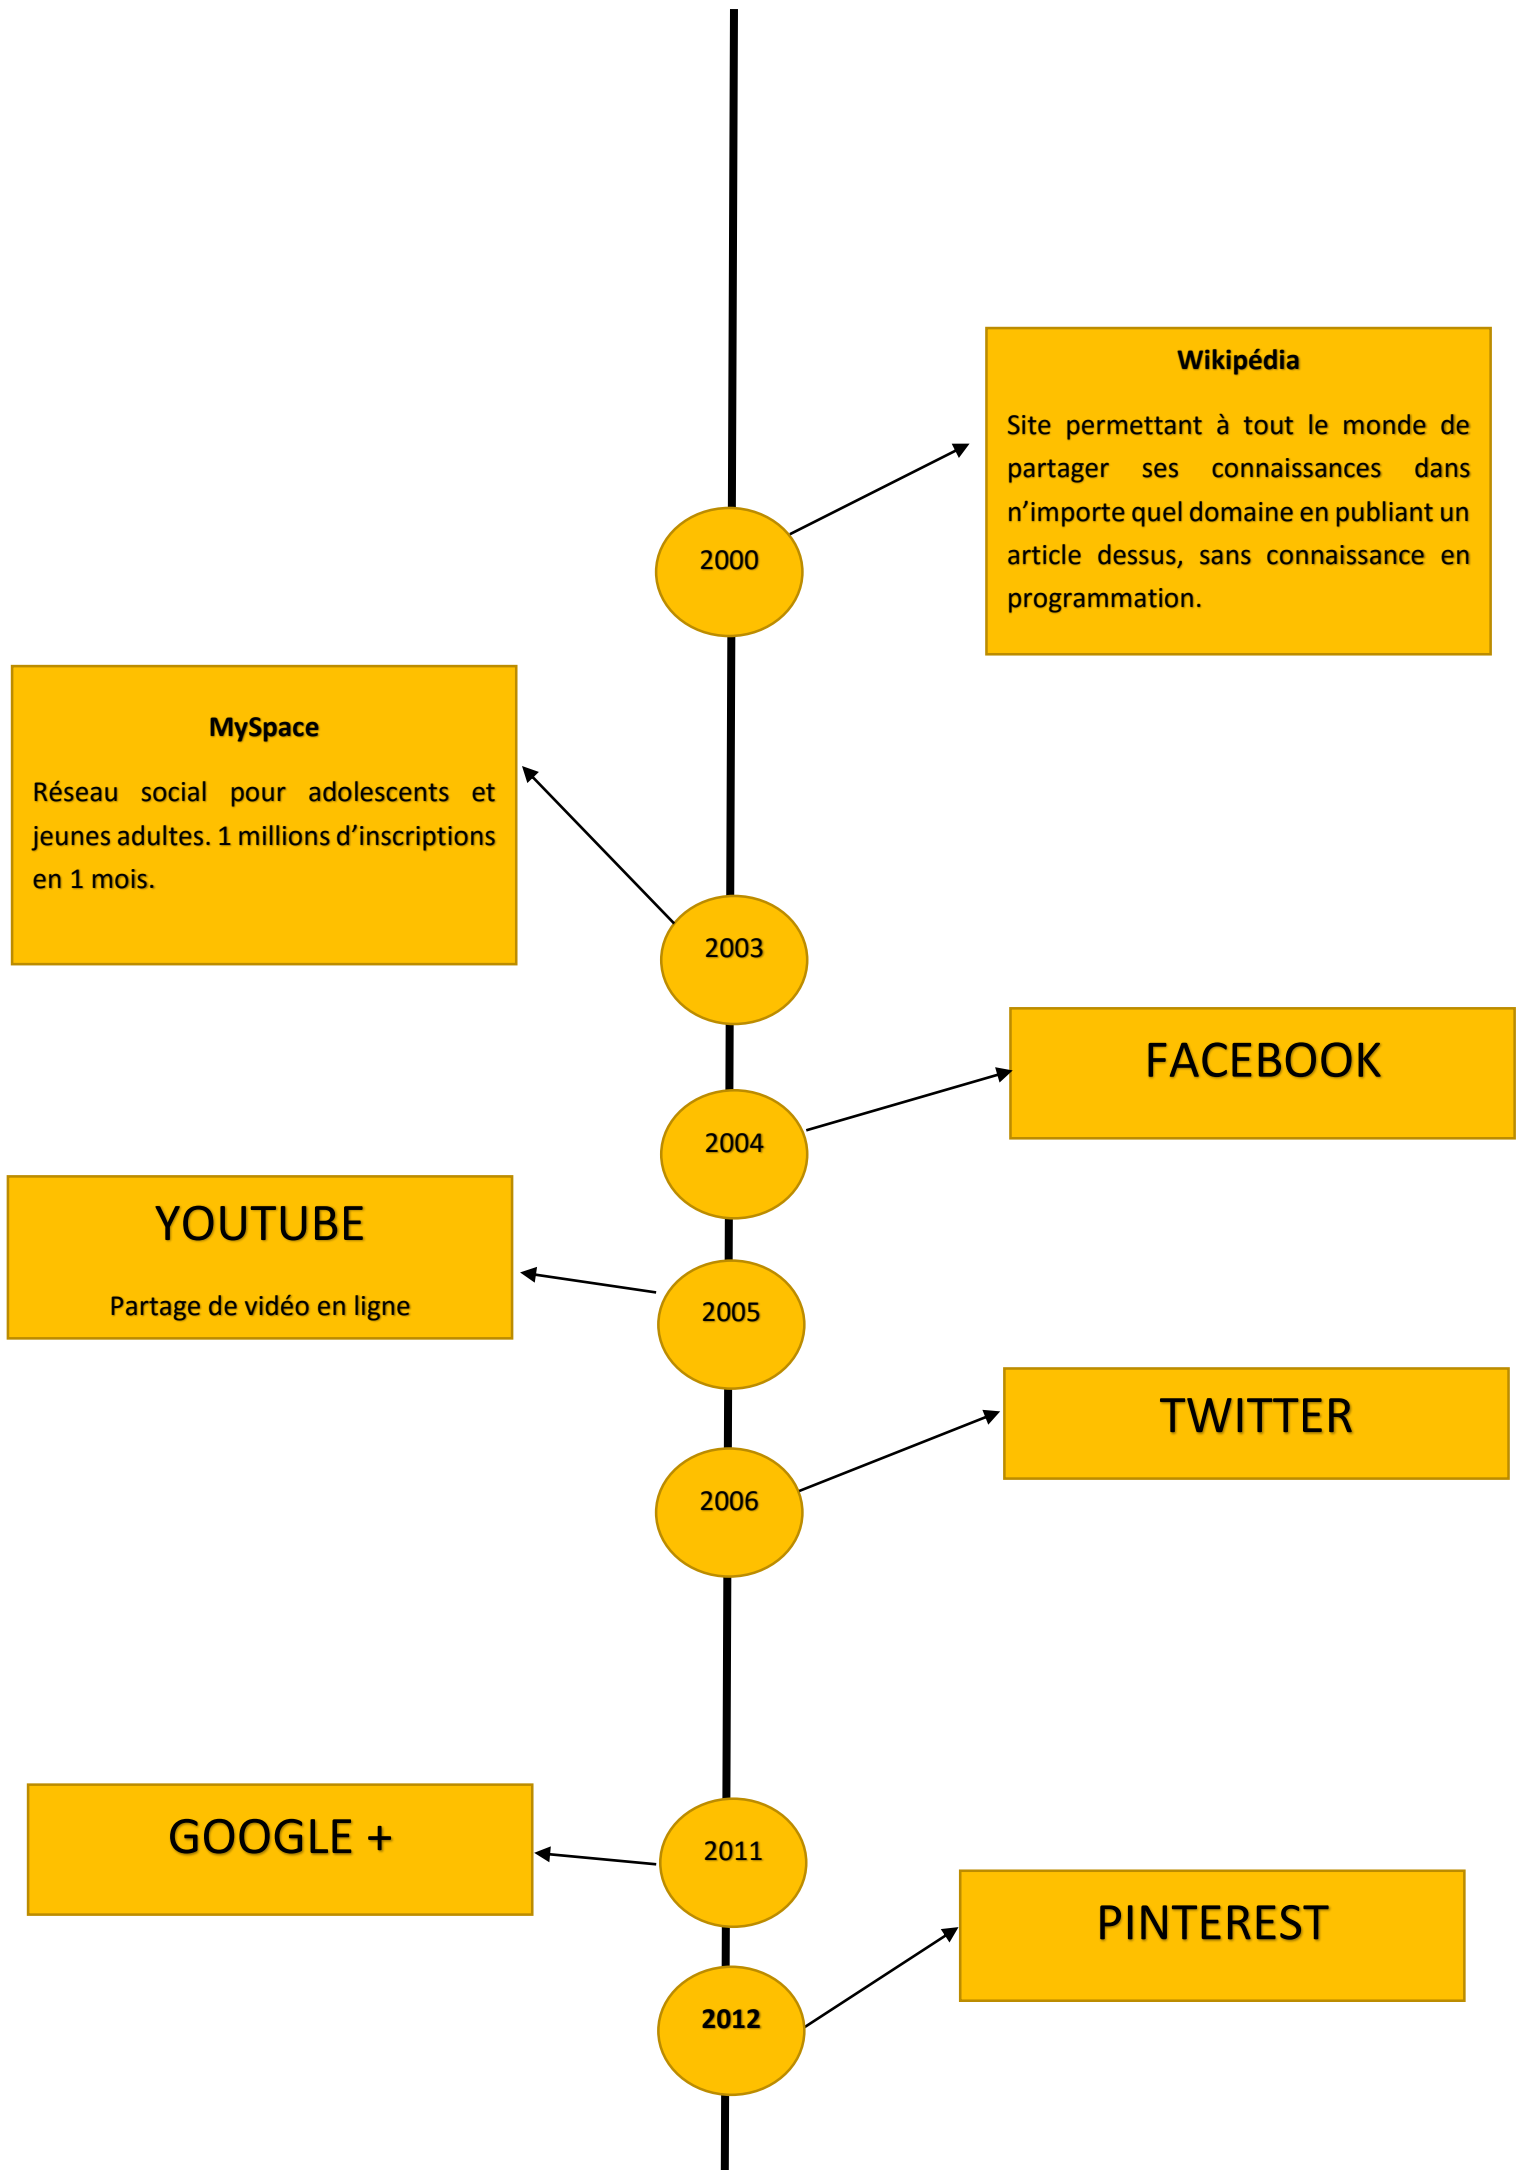 Wikipédia
Site permettant à tout le monde de
partager ses connaissances dans
n’importe quel domaine en publiant un
article dessus, sans connaissance en
programmation.
2000
MySpace
Réseau social pour adolescents et
jeunes adultes. 1 millions d’inscriptions
en 1 mois.
2003
FACEBOOK
2004
YOUTUBE
Partage de vidéo en ligne
2005
TWITTER
2006
GOOGLE +
2011
PINTEREST
2012